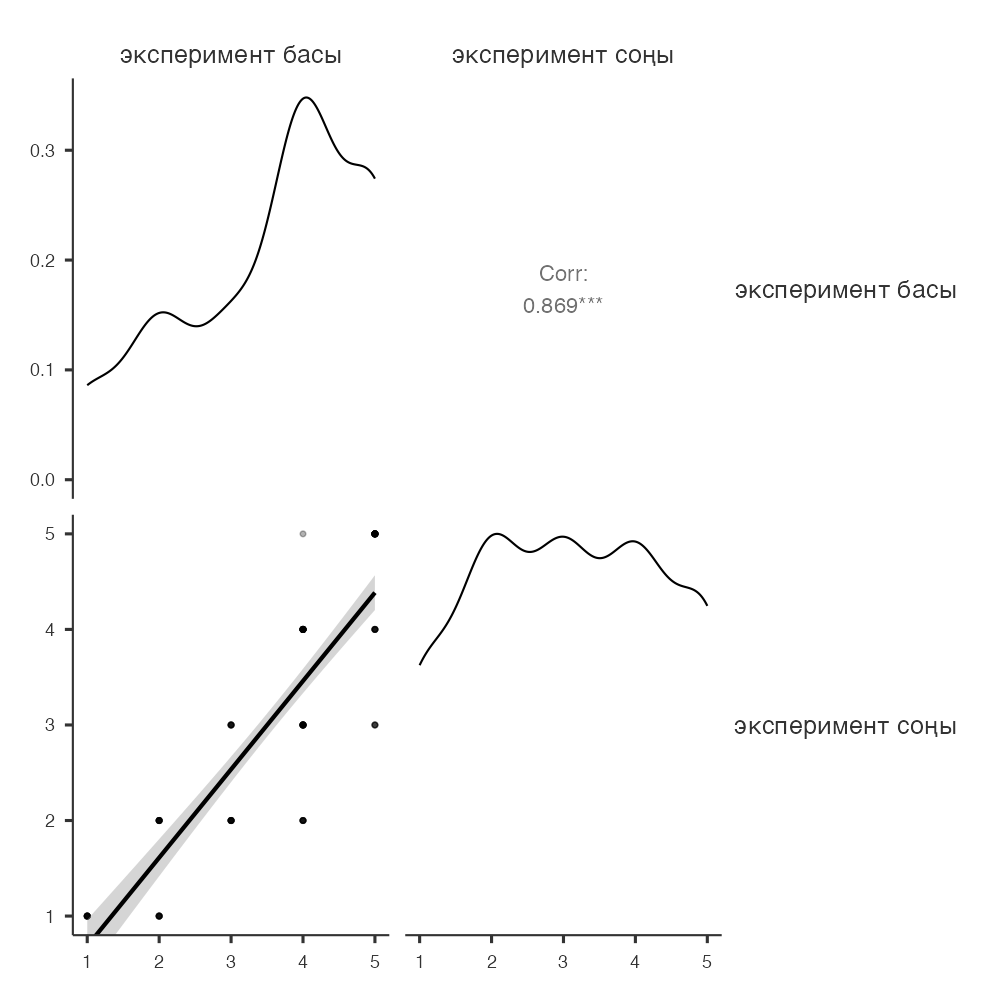 эксперимент басы
эксперимент соңы
0.3
0.2
0.1
0.0
Corr:
0.869***
эксперимент басы
5
4
3
2
1
эксперимент соңы
1 2 3 4 5
1 2 3 4 5